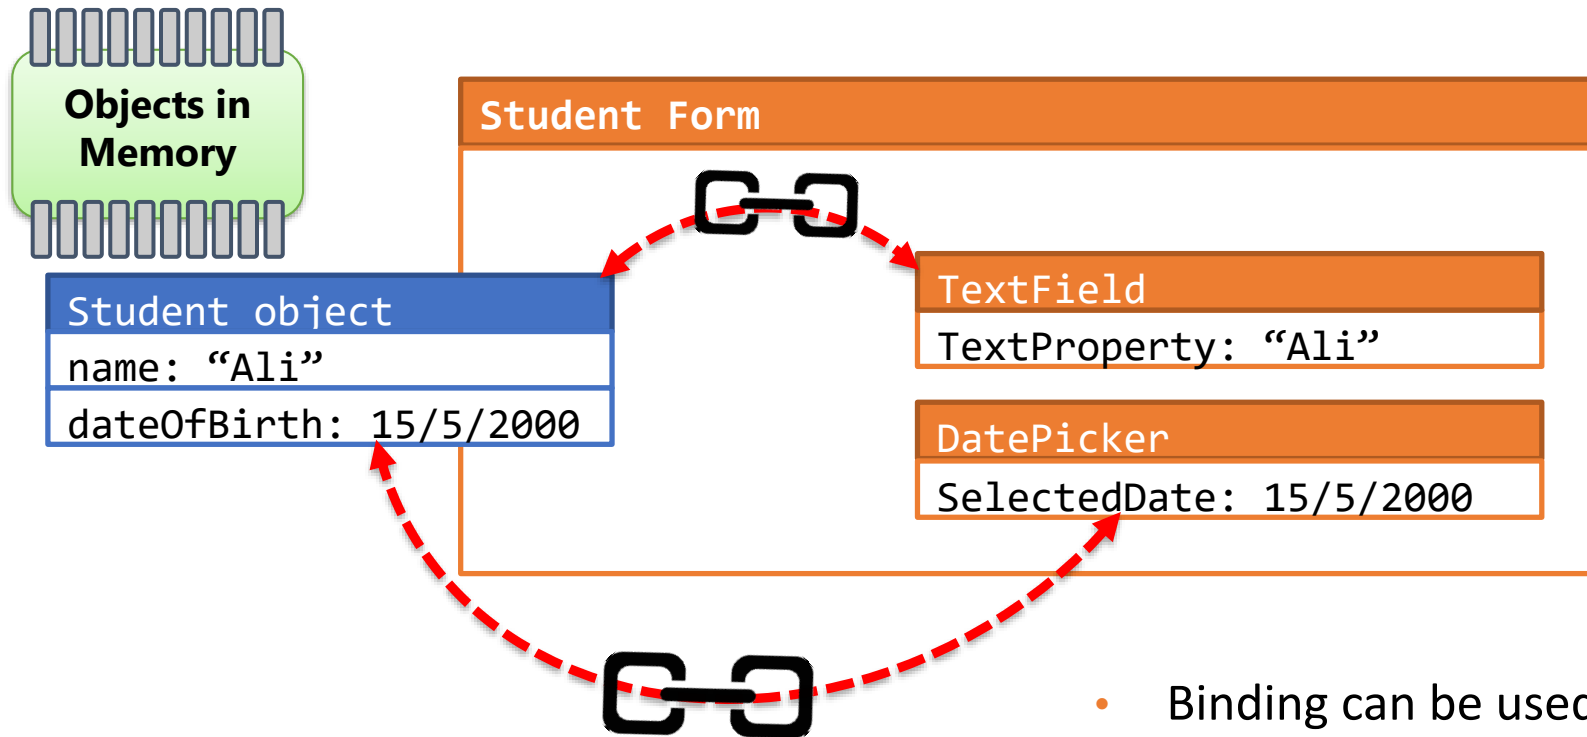 Objects in
Memory
Student Form
Student object
name: “Ali”
dateOfBirth: 15/5/2000
TextField
TextProperty: “Ali”
DatePicker
SelectedDate: 15/5/2000
• Binding can be used